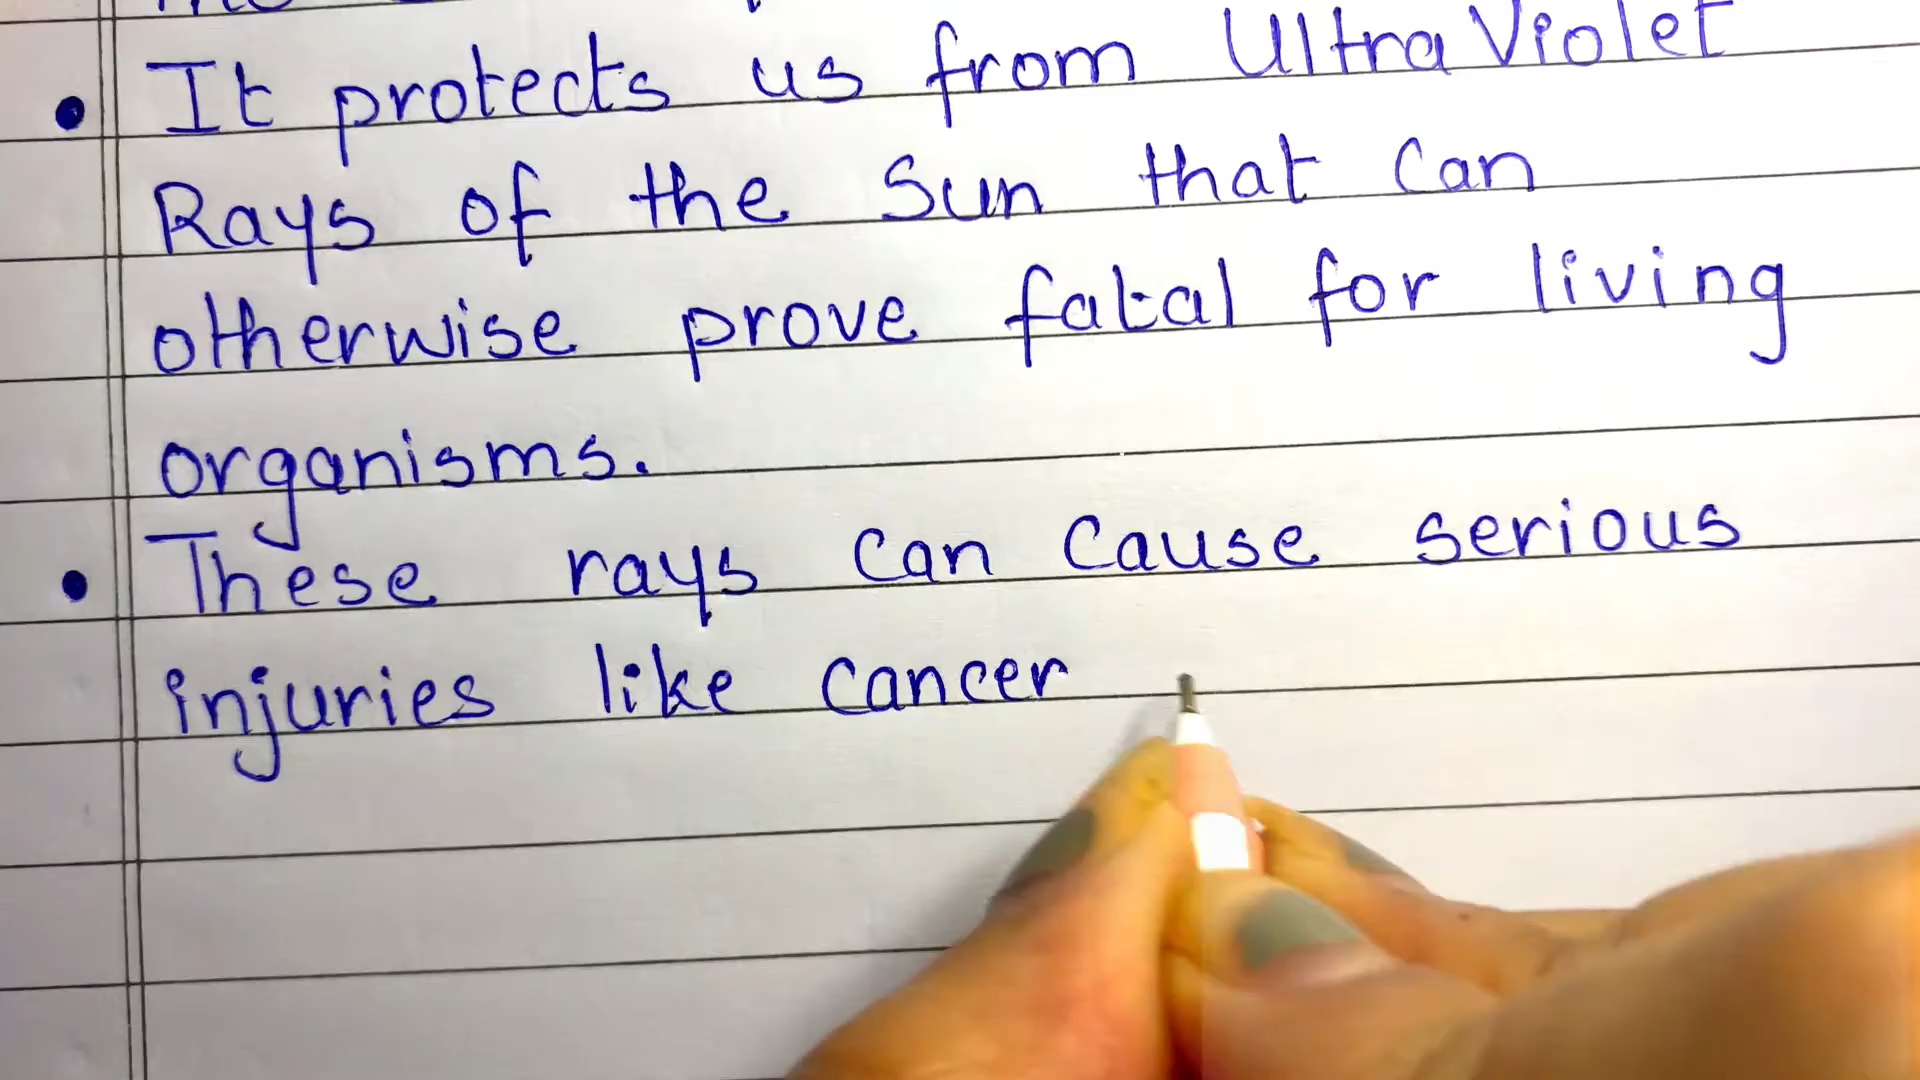 • It protects us from Ultra Violet
Rays of the Sun that can
otherwise prove fatal for living
organisms.
• These rays can cause serious
injuries like cancer